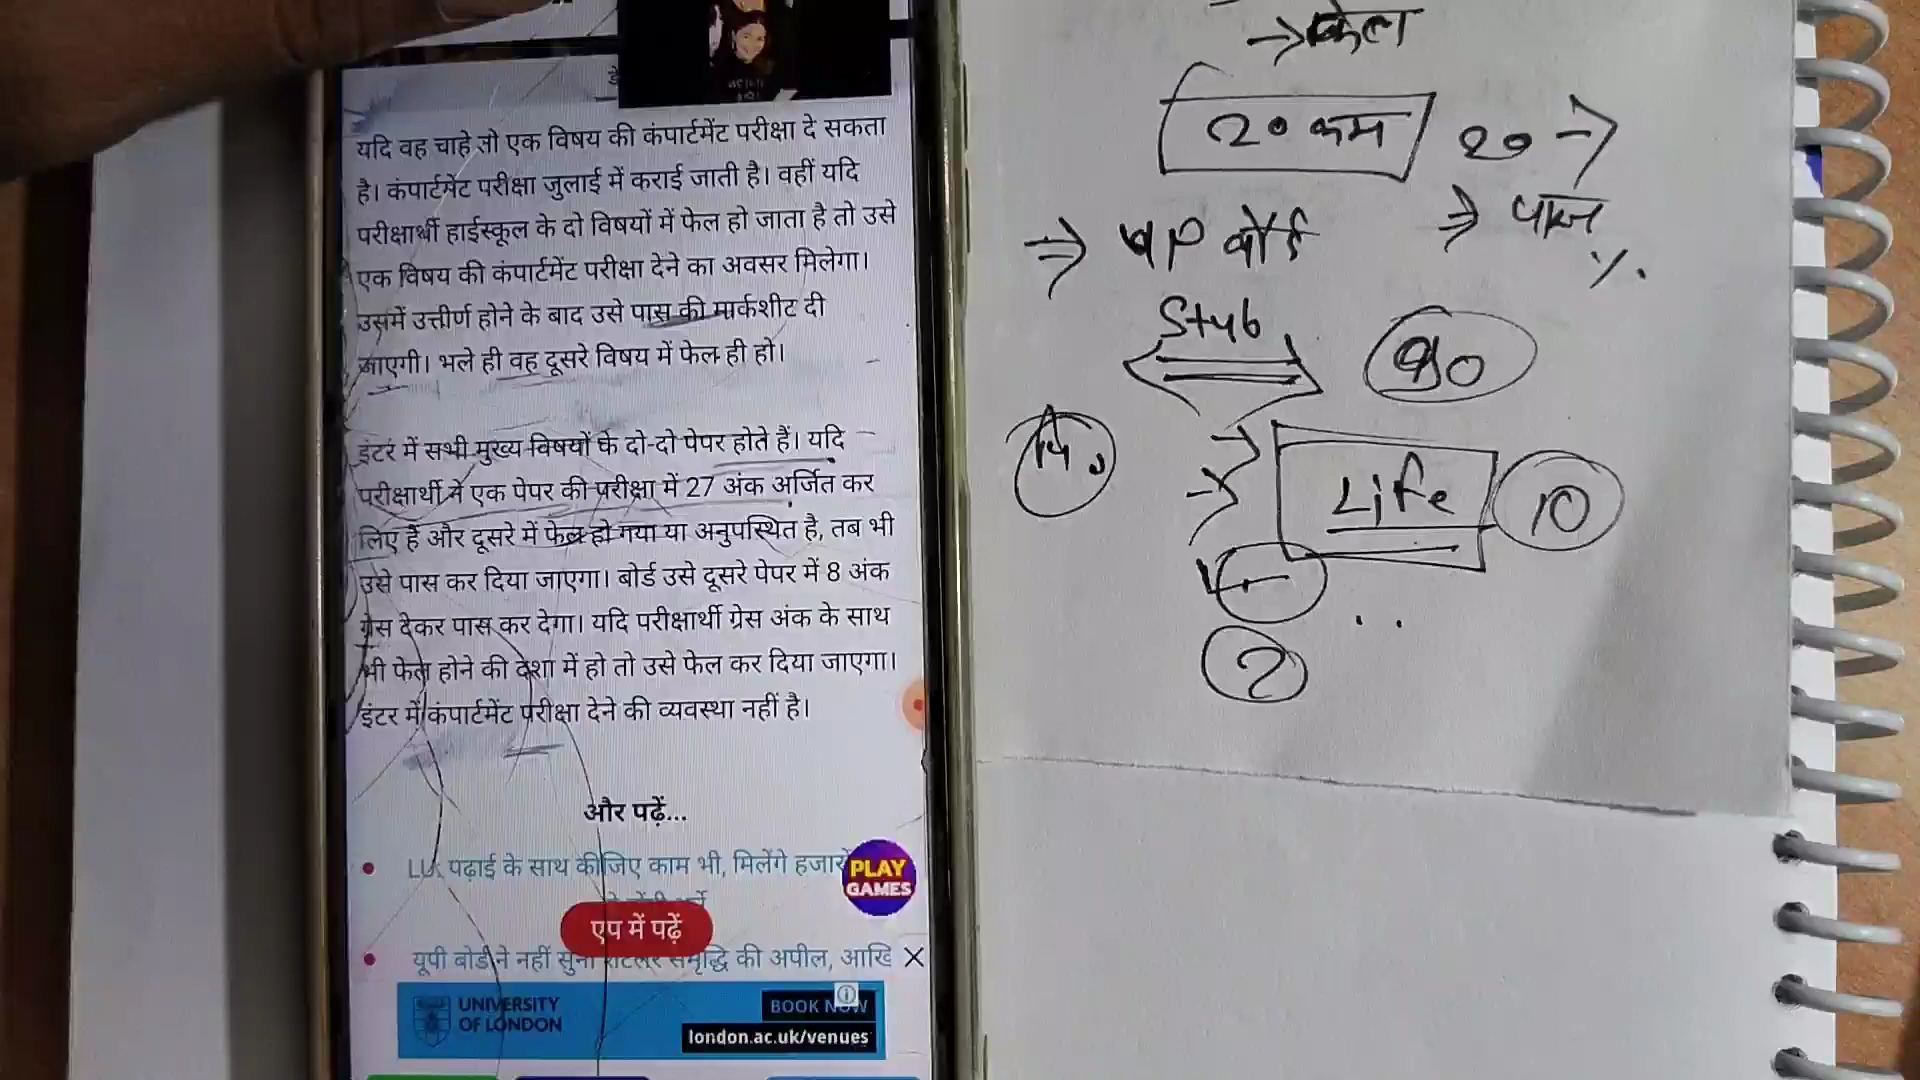 यदि वह चाहे तो एक विषय की कंपार्टमेंट परीक्षा दे सकता
है। कंपार्टमेंट परीक्षा जुलाई में कराई जाती है। वहीं यदि
परीक्षार्थी हाईस्कूल के दो विषयों में फेल हो जाता है तो उसे
एक विषय की कंपार्टमेंट परीक्षा देने का अवसर मिलेगा।
उसमें उत्तीर्ण होने के बाद उसे पास की मार्कशीट दी
जाएगी। भले ही वह दूसरे विषय में फेल ही हो।
इंटर में सभी मुख्य विषयों के दो-दो पेपर होते हैं। यदि
परीक्षार्थी ने एक पेपर की परीक्षा में 27 अंक अर्जित कर
लिए हैं और दूसरे में फेल हो गया या अनुपस्थित है, तब भी
उसे पास कर दिया जाएगा। बोर्ड उसे दूसरे पेपर में 8 अंक
ग्रेस देकर पास कर देगा। यदि परीक्षार्थी ग्रेस अंक के साथ
भी फेल होने की दशा में हो तो उसे फेल कर दिया जाएगा।
इंटर में कंपार्टमेंट परीक्षा देने की व्यवस्था नहीं है।
और पढ़ें...
पढ़ाई के साथ कीजिए काम भी, मिलेंगे
PLAY
GAMES
एप में पढ़ें
यूपी बोर्ड ने नहीं सुनी समृद्धि की अपील,
UNIVERSITY
OF LONDON
BOOK NOW
london.ac.uk/venues
→ फेल
20 कम
20 →
⇒ UP बोर्ड
⇒ पास
%.
90
Life
10
2